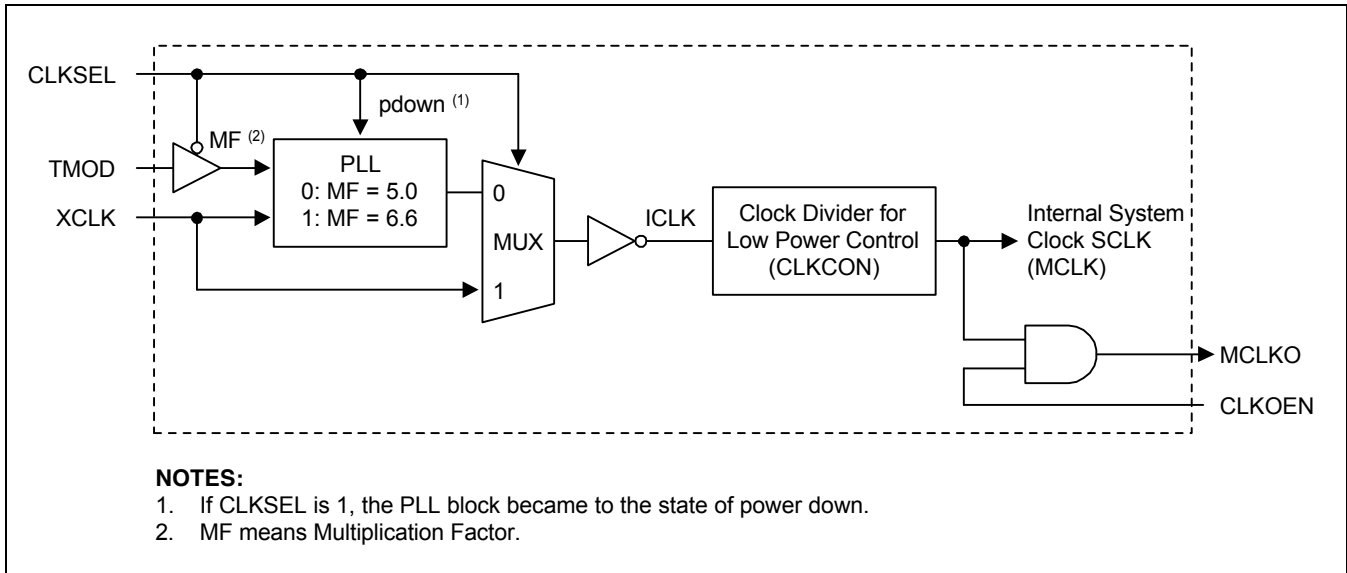 CLKSEL
pdown (1)
MF (2)
TMOD
PLL
0: MF = 5.0
1: MF = 6.6
XCLK
0
MUX
1
ICLK
Clock Divider for
Low Power Control
(CLKCON)
Internal System
Clock SCLK
(MCLK)
MCLKO
CLKOEN
NOTES:
1. If CLKSEL is 1, the PLL block became to the state of power down.
2. MF means Multiplication Factor.